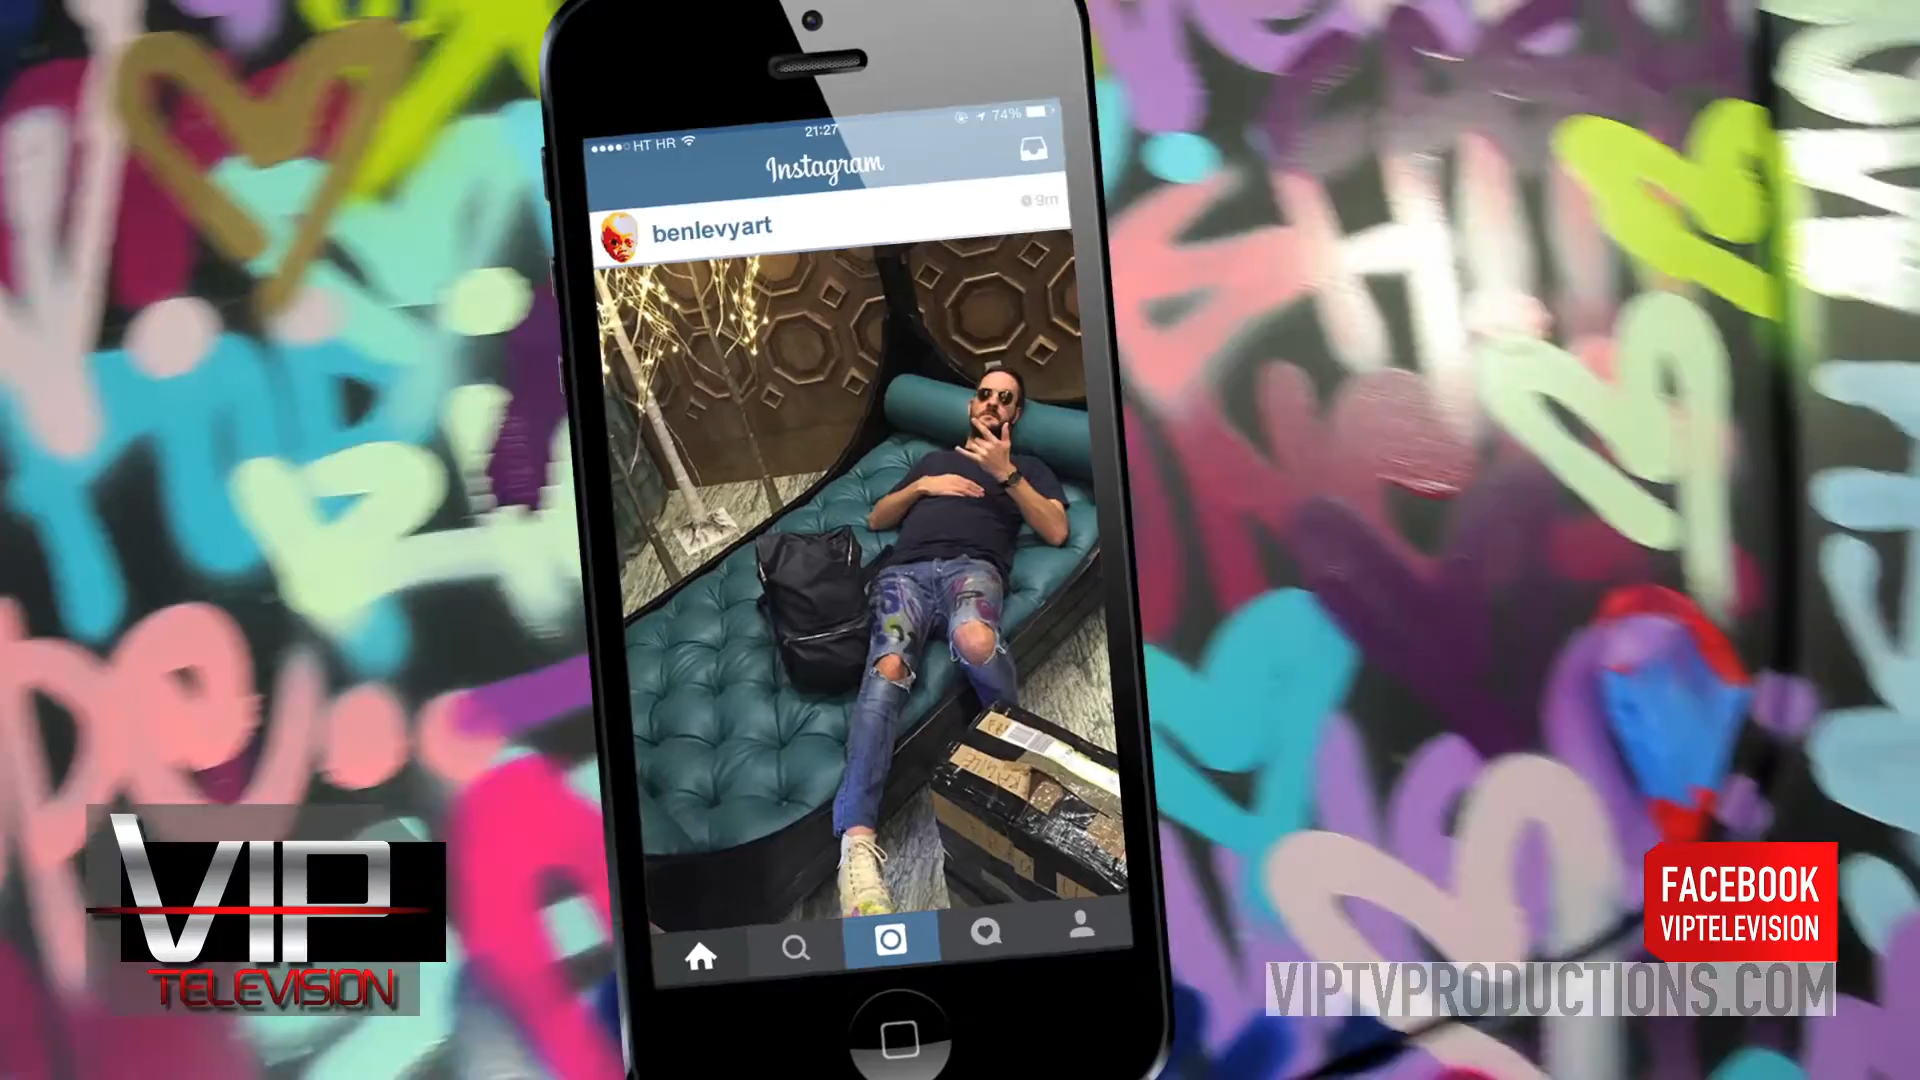 HT HR 21:27 74%
Instagram
benlevyart 9m
VIP
TELEVISION
FACEBOOK
VIPTELEVISION
VIPTVPRODUCTIONS.COM